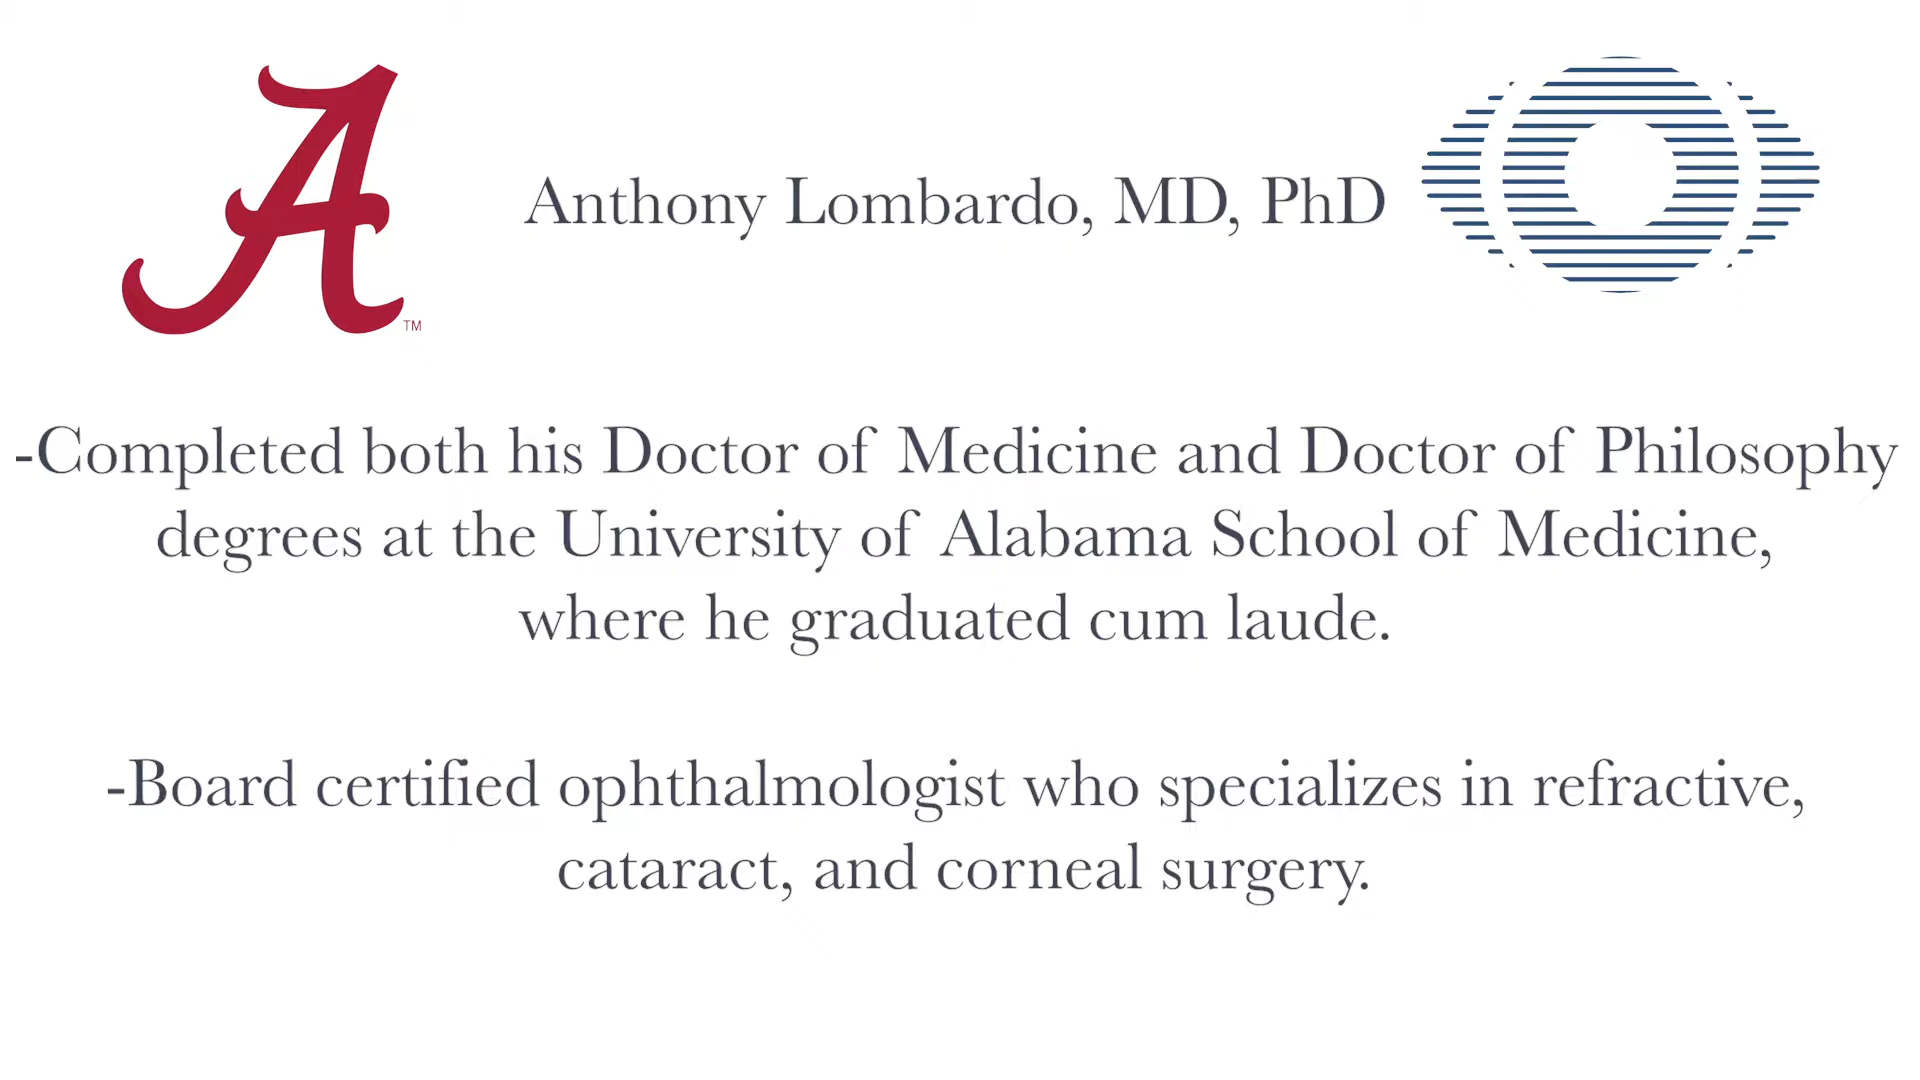 A
TM
Anthony Lombardo, MD, PhD
-Completed both his Doctor of Medicine and Doctor of Philosophy
degrees at the University of Alabama School of Medicine,
where he graduated cum laude.
-Board certified ophthalmologist who specializes in refractive,
cataract, and corneal surgery.